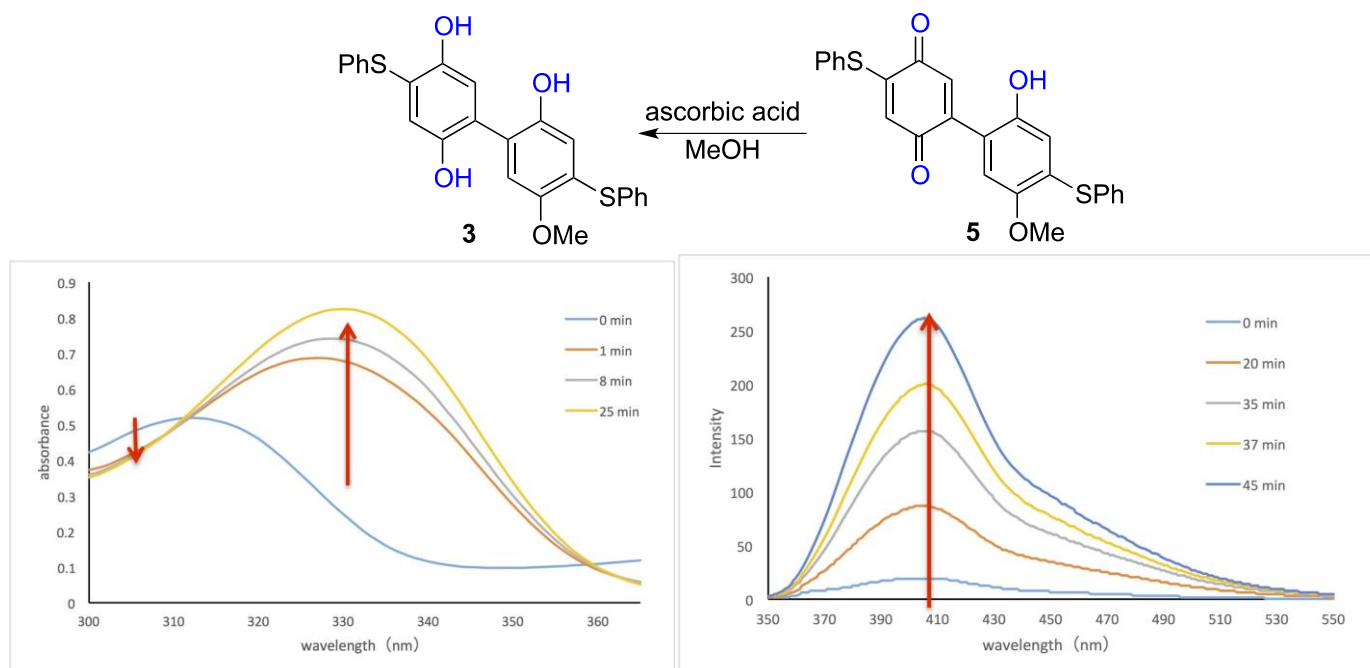 OH
PhS
OH
OH
SPh
OMe
3
ascorbic acid
MeOH
O
PhS
OH
O
SPh
OMe
5
0.9
0.8
0.7
0.6
0.5
0.4
0.3
0.2
0.1
0
absorbance
300 310 320 330 340 350 360
wavelength（nm）
0 min
1 min
8 min
25 min
300
250
200
150
100
50
0
Intensity
350 370 390 410 430 450 470 490 510 530 550
wavelength（nm）
0 min
20 min
35 min
37 min
45 min